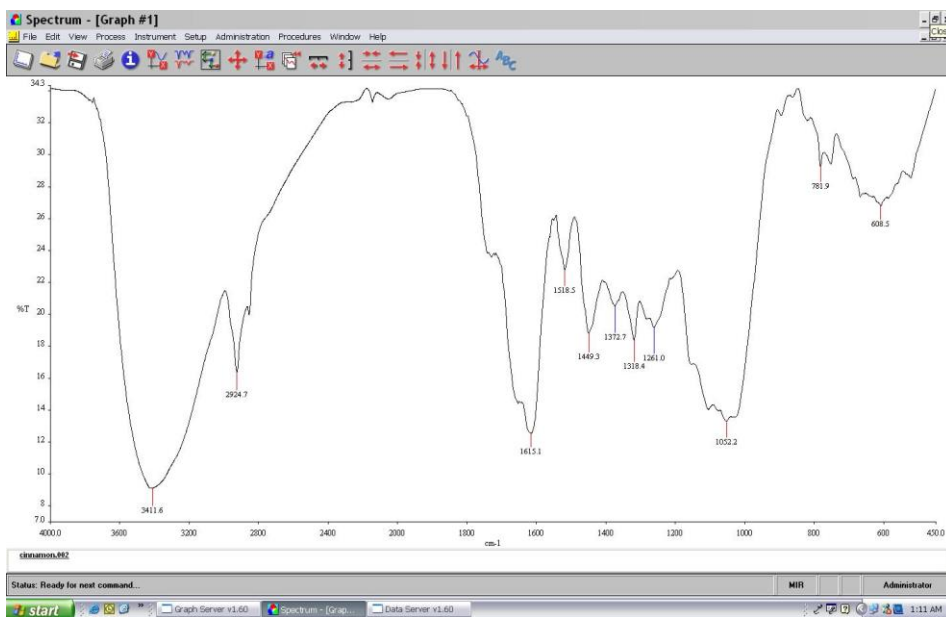 Spectrum - [Graph #1]
File Edit View Process Instrument Setup Administration Procedures Window Help
Clos
ABC
34.3
32
30
28
26
24
22
%T
20
18
16
14
12
10
8
7.0
3411.6
2924.7
1615.1
1518.5
1449.3
1372.7
1318.4
1261.0
1052.2
781.9
608.5
4000.0 3600 3200 2800 2400 2000 1800 1600 1400 1200 1000 800 600 450.0
cm-1
cinnamon.002
Status: Ready for next command... MIR Administrator
start Graph Server v1.60 Spectrum - [Grap... Data Server v1.60 1:11 AM